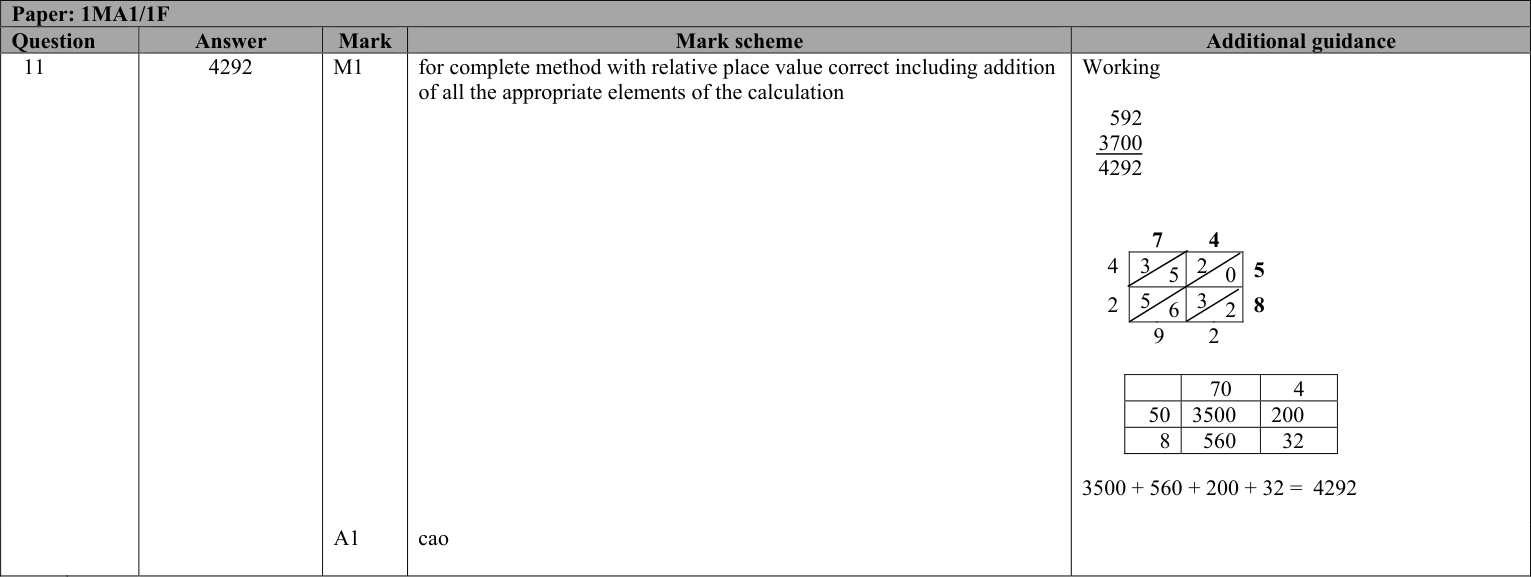 Paper: 1MA1/1F
Question Answer Mark Mark scheme Additional guidance
11 4292 M1 for complete method with relative place value correct including addition Working
of all the appropriate elements of the calculation
592
3700
4292
7 4
4 3 5 2 0 5
2 5 6 3 2 8
9 2
70 4
50 3500 200
8 560 32
3500 + 560 + 200 + 32 = 4292
A1 cao